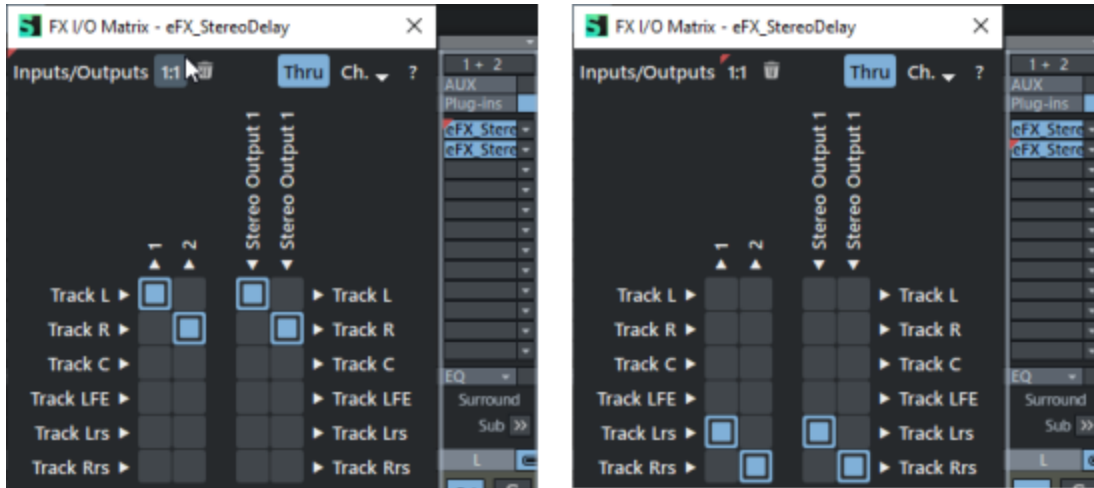 FX I/O Matrix - eFX_StereoDelay
Inputs/Outputs 1:1 Thru Ch. ?
Stereo Output 1
Stereo Output 1
1
2
Track L Track L
Track R Track R
Track C Track C
Track LFE Track LFE
Track Lrs Track Lrs
Track Rrs Track Rrs
1 + 2
AUX
Plug-ins
eFX_Stere
eFX_Stere
EQ
Surround
Sub
L
FX I/O Matrix - eFX_StereoDelay
Inputs/Outputs 1:1 Thru Ch. ?
Stereo Output 1
Stereo Output 1
1
2
Track L Track L
Track R Track R
Track C Track C
Track LFE Track LFE
Track Lrs Track Lrs
Track Rrs Track Rrs
1 + 2
AUX
Plug-ins
eFX_Stere
eFX_Stere
EQ
Surround
Sub
L